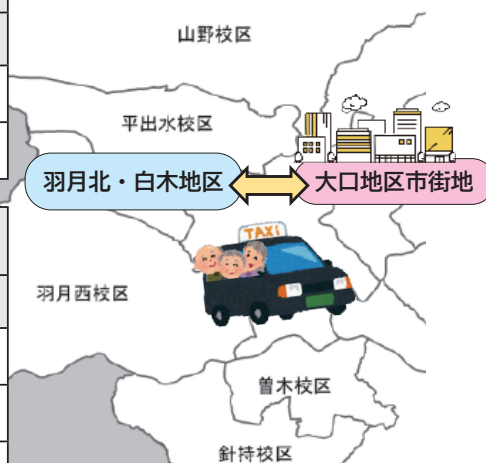 山野校区
平出水校区
羽月北・白木地区
大口地区市街地
TAXi
羽月西校区
曽木校区
針持校区